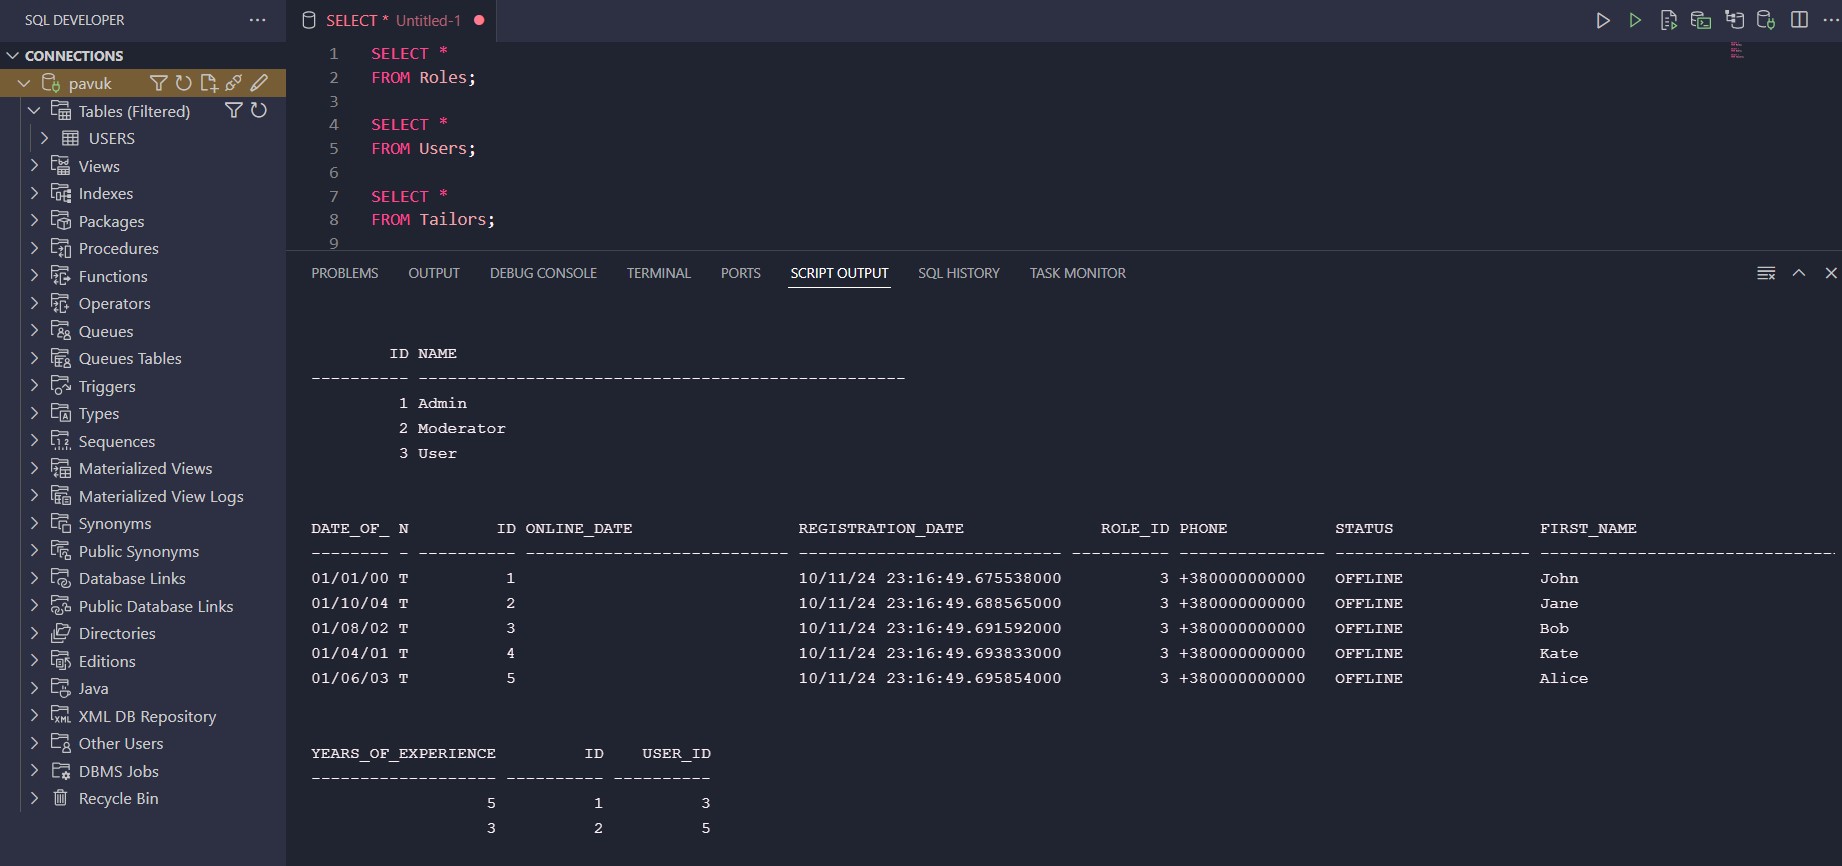 SQL DEVELOPER
CONNECTIONS
pavuk
Tables (Filtered)
USERS
Views
Indexes
Packages
Procedures
Functions
Operators
Queues
Queues Tables
Triggers
Types
Sequences
Materialized Views
Materialized View Logs
Synonyms
Public Synonyms
Database Links
Public Database Links
Directories
Editions
Java
XML DB Repository
Other Users
DBMS Jobs
Recycle Bin
SELECT * Untitled-1
1 SELECT *
2 FROM Roles;
3
4 SELECT *
5 FROM Users;
6
7 SELECT *
8 FROM Tailors;
9
PROBLEMS OUTPUT DEBUG CONSOLE TERMINAL PORTS SCRIPT OUTPUT SQL HISTORY TASK MONITOR
ID NAME
---------- --------------------------------------------------
1 Admin
2 Moderator
3 User
DATE_OF_ N ID ONLINE_DATE REGISTRATION_DATE ROLE_ID PHONE STATUS FIRST_NAME
-------- - ---------- --------------------------- --------------------------- ---------- --------------- -------------------- ------------------------------
01/01/00 T 1 10/11/24 23:16:49.675538000 3 +380000000000 OFFLINE John
01/10/04 T 2 10/11/24 23:16:49.688565000 3 +380000000000 OFFLINE Jane
01/08/02 T 3 10/11/24 23:16:49.691592000 3 +380000000000 OFFLINE Bob
01/04/01 T 4 10/11/24 23:16:49.693833000 3 +380000000000 OFFLINE Kate
01/06/03 T 5 10/11/24 23:16:49.695854000 3 +380000000000 OFFLINE Alice
YEARS_OF_EXPERIENCE ID USER_ID
------------------- ---------- ----------
5 1 3
3 2 5